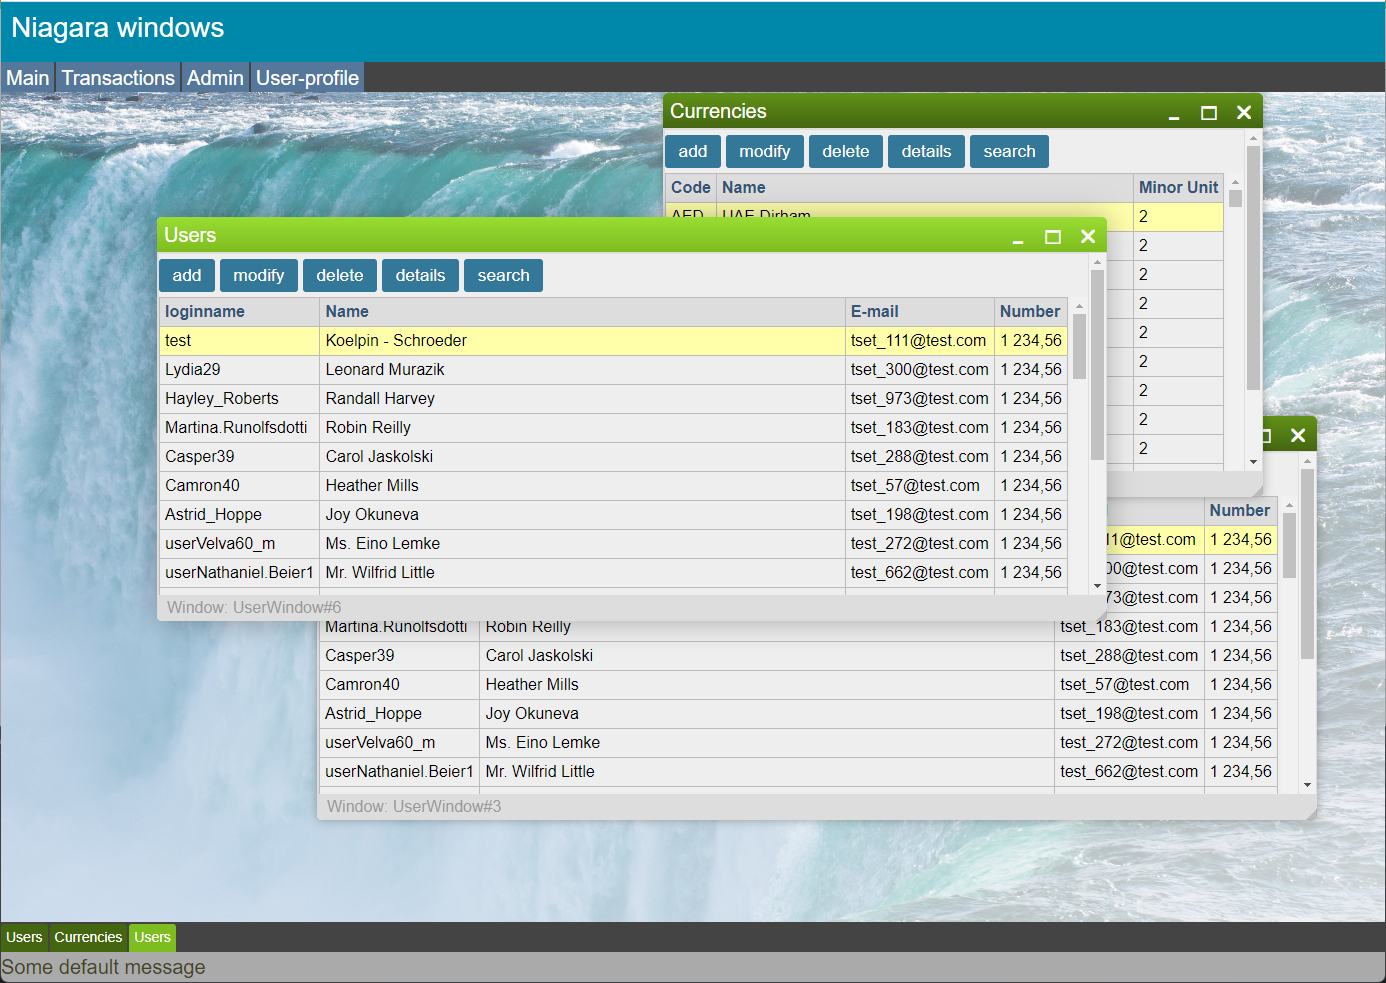 Niagara windows
Main Transactions Admin User-profile
Currencies
add modify delete details search
Code Name Minor Unit
AED UAE Dirham 2
2
2
2
2
2
2
2
2
Users
add modify delete details search
loginname Name E-mail Number
test Koelpin - Schroeder tset_111@test.com 1 234,56
Lydia29 Leonard Murazik tset_300@test.com 1 234,56
Hayley_Roberts Randall Harvey tset_973@test.com 1 234,56
Martina.Runolfsdotti Robin Reilly tset_183@test.com 1 234,56
Casper39 Carol Jaskolski tset_288@test.com 1 234,56
Camron40 Heather Mills tset_57@test.com 1 234,56
Astrid_Hoppe Joy Okuneva tset_198@test.com 1 234,56
userVelva60_m Ms. Eino Lemke test_272@test.com 1 234,56
userNathaniel.Beier1 Mr. Wilfrid Little test_662@test.com 1 234,56
Window: UserWindow#6
Number
11@test.com 1 234,56
00@test.com 1 234,56
73@test.com 1 234,56
Martina.Runolfsdotti Robin Reilly tset_183@test.com 1 234,56
Casper39 Carol Jaskolski tset_288@test.com 1 234,56
Camron40 Heather Mills tset_57@test.com 1 234,56
Astrid_Hoppe Joy Okuneva tset_198@test.com 1 234,56
userVelva60_m Ms. Eino Lemke test_272@test.com 1 234,56
userNathaniel.Beier1 Mr. Wilfrid Little test_662@test.com 1 234,56
Window: UserWindow#3
Users Currencies Users
Some default message